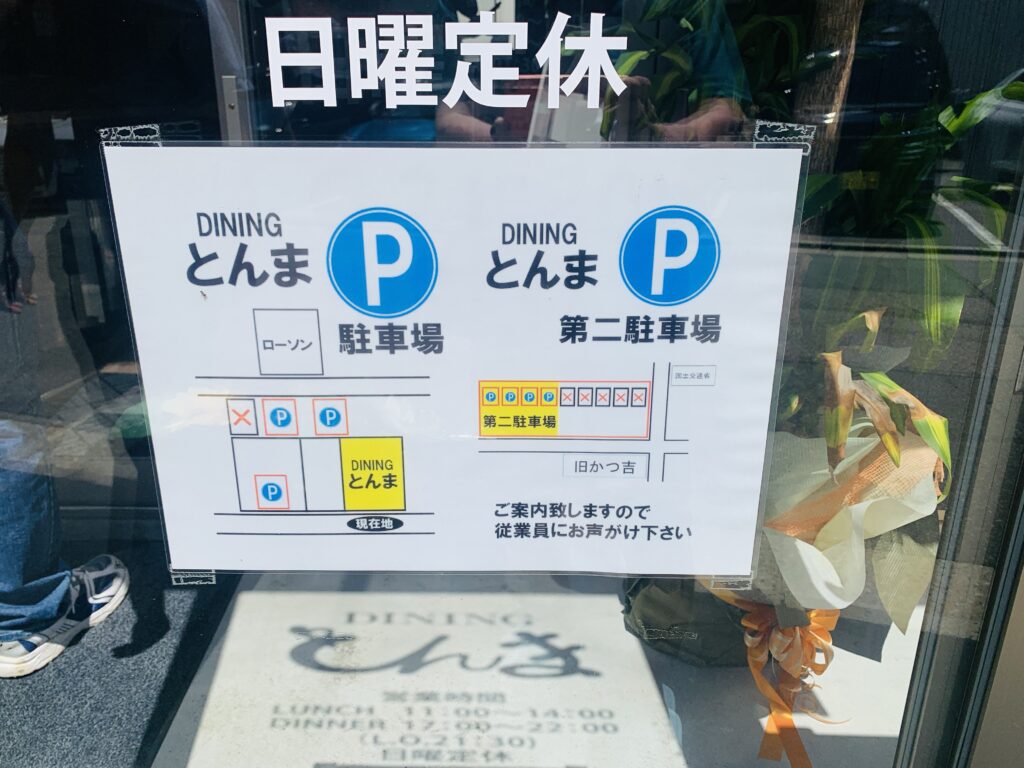 日曜定休
DINING
とんま
P
駐車場
ローソン
P
P
P
DINING
とんま
現在地
DINING
とんま
P
第二駐車場
国土交通省
P P P P
第二駐車場
旧かつ吉
ご案内致しますので
従業員にお声がけ下さい
DINING
とんま
営業時間
LUNCH 11:00～14:00
DINNER 17:00～22:00
(L.O.21:30)
日曜定休